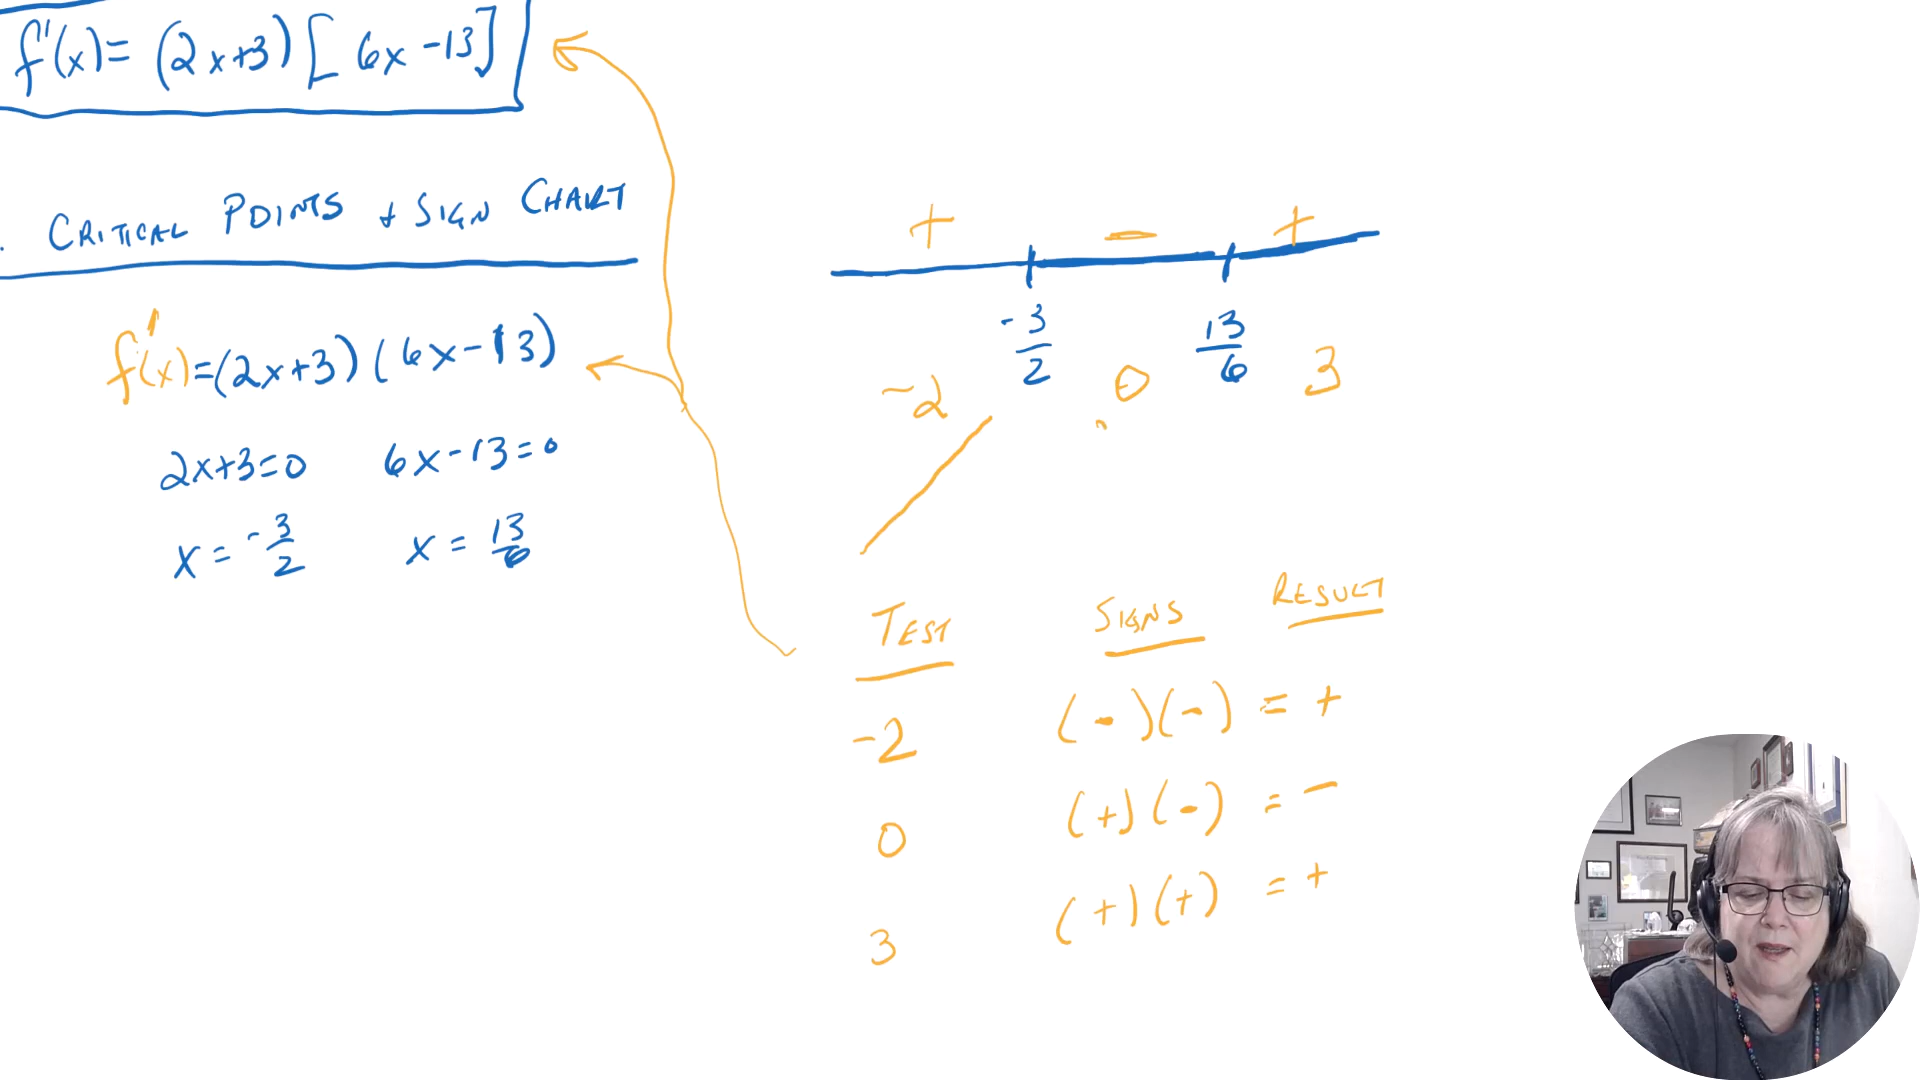 f'(x)= (2x+3)[ 6x -13]
. CRITICAL POINTS + SIGN CHART
f'(x)=(2x+3)(6x-13)
2x+3=0 6x-13=0
x = -3/2 x = 13/6
+ − +
-3/2 13/6
-2 0 3
TEST SIGNS RESULT
-2 (-)(-) = +
0 (+)(-) = -
3 (+)(+) = +